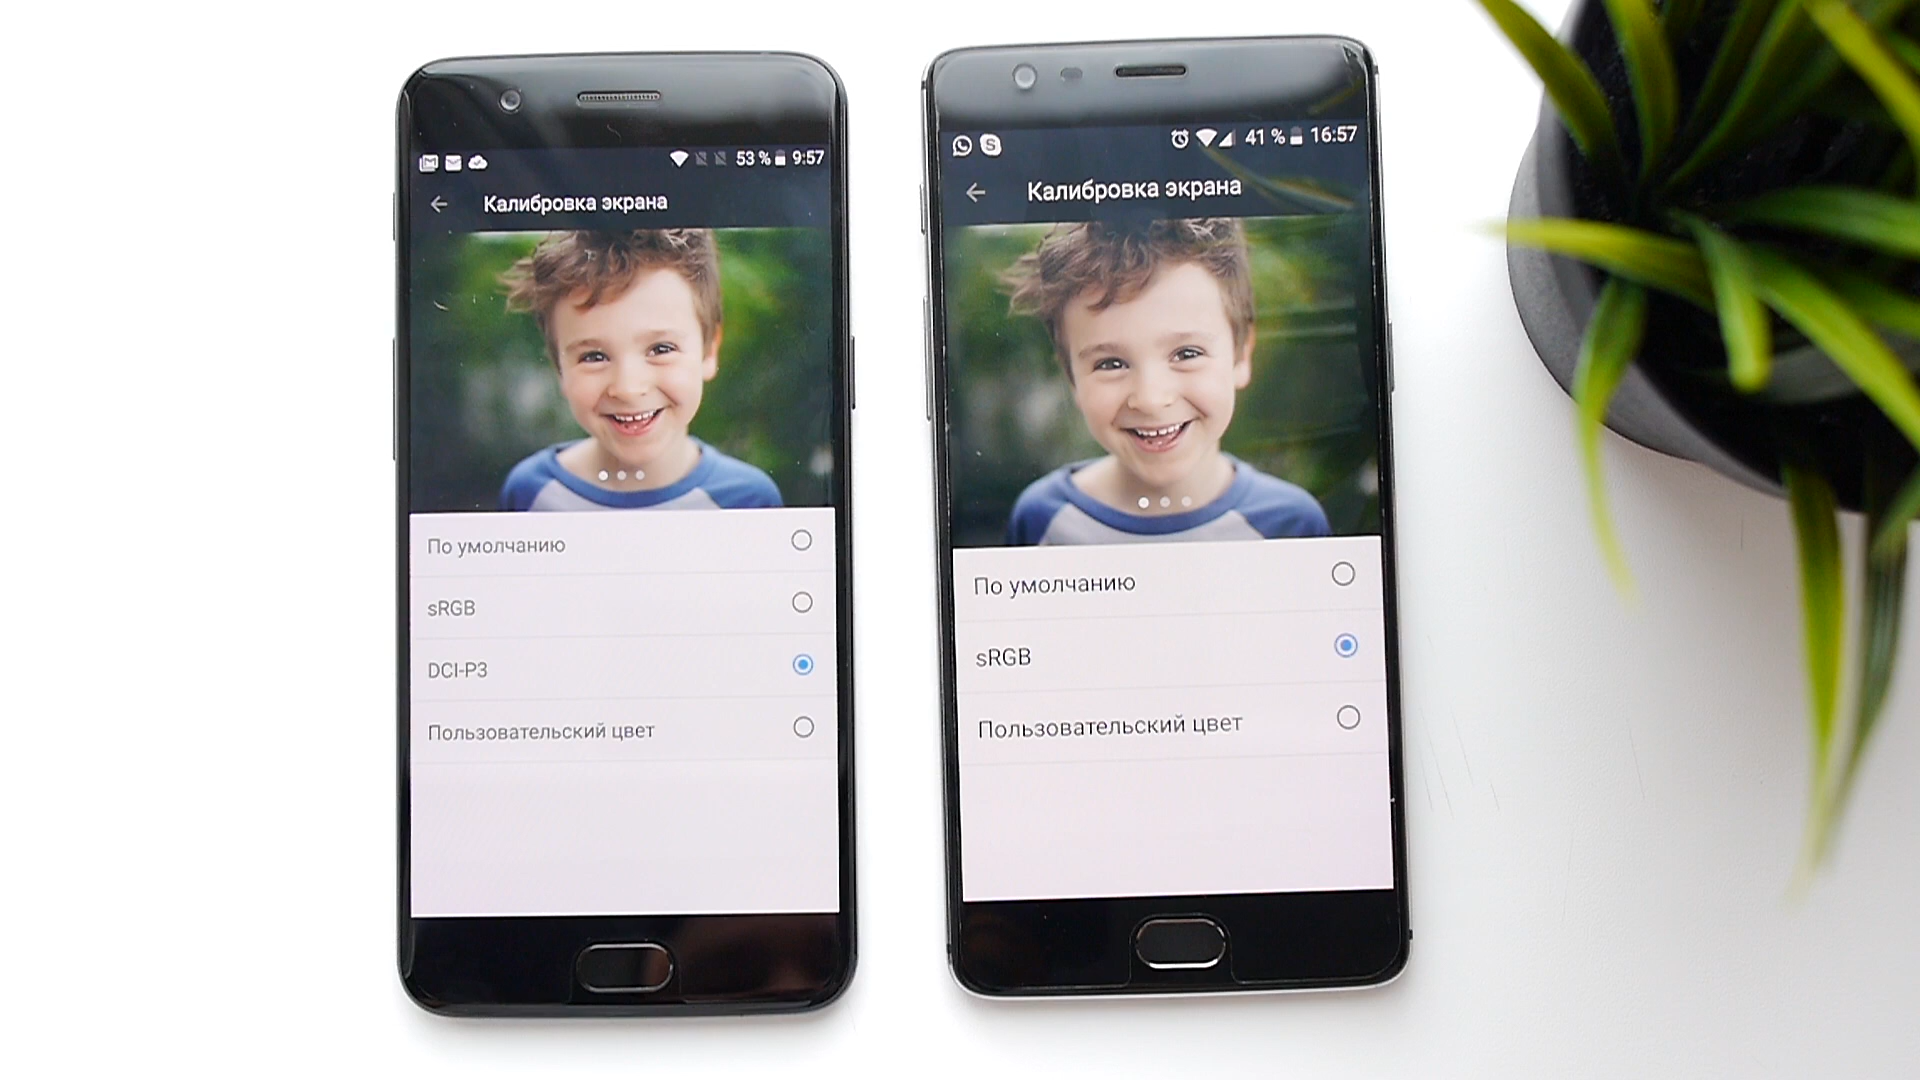 53 % 9:57
Калибровка экрана
По умолчанию
sRGB
DCI-P3
Пользовательский цвет
41 % 16:57
Калибровка экрана
По умолчанию
sRGB
Пользовательский цвет